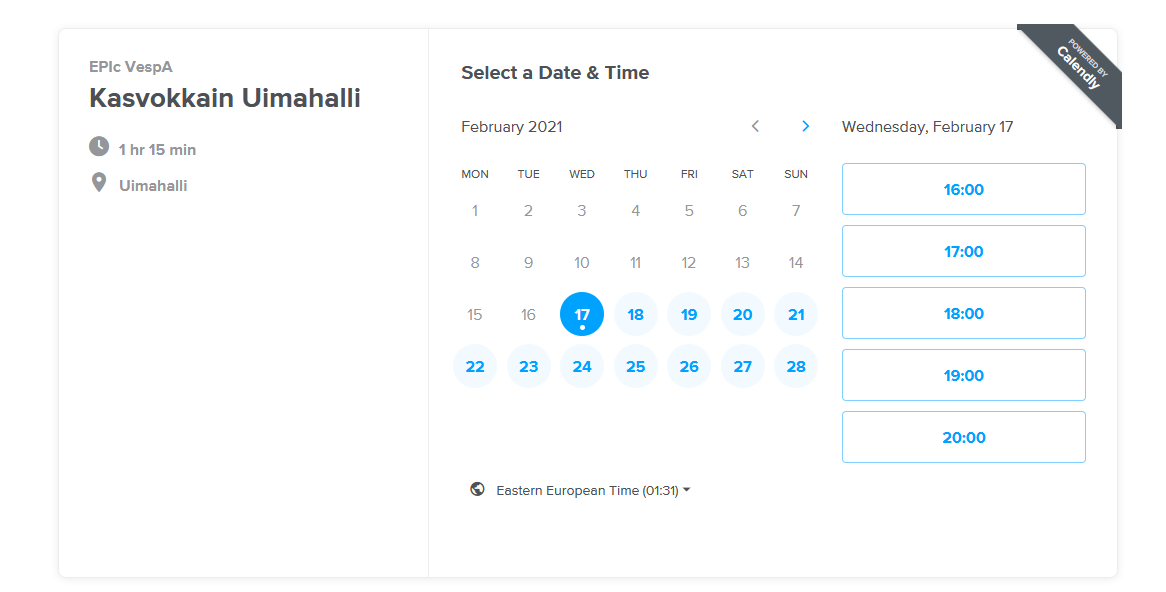 EPIc VespA
Kasvokkain Uimahalli
1 hr 15 min
Uimahalli
Select a Date & Time
February 2021
MON TUE WED THU FRI SAT SUN
1 2 3 4 5 6 7
8 9 10 11 12 13 14
15 16 17 18 19 20 21
22 23 24 25 26 27 28
Eastern European Time (01:31)
Wednesday, February 17
16:00
17:00
18:00
19:00
20:00
POWERED BY
Calendly